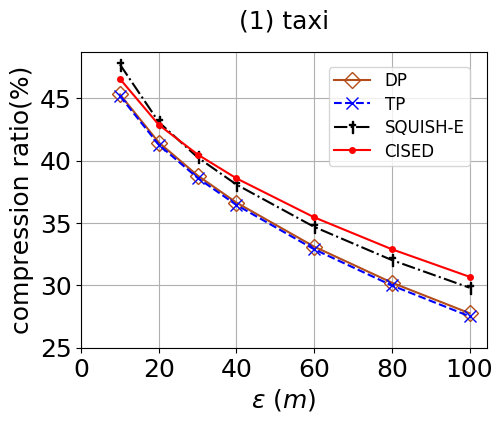 (1) taxi
compression ratio(%)
45
40
35
30
25
0 20 40 60 80 100
ε (m)
DP
TP
SQUISH-E
CISED